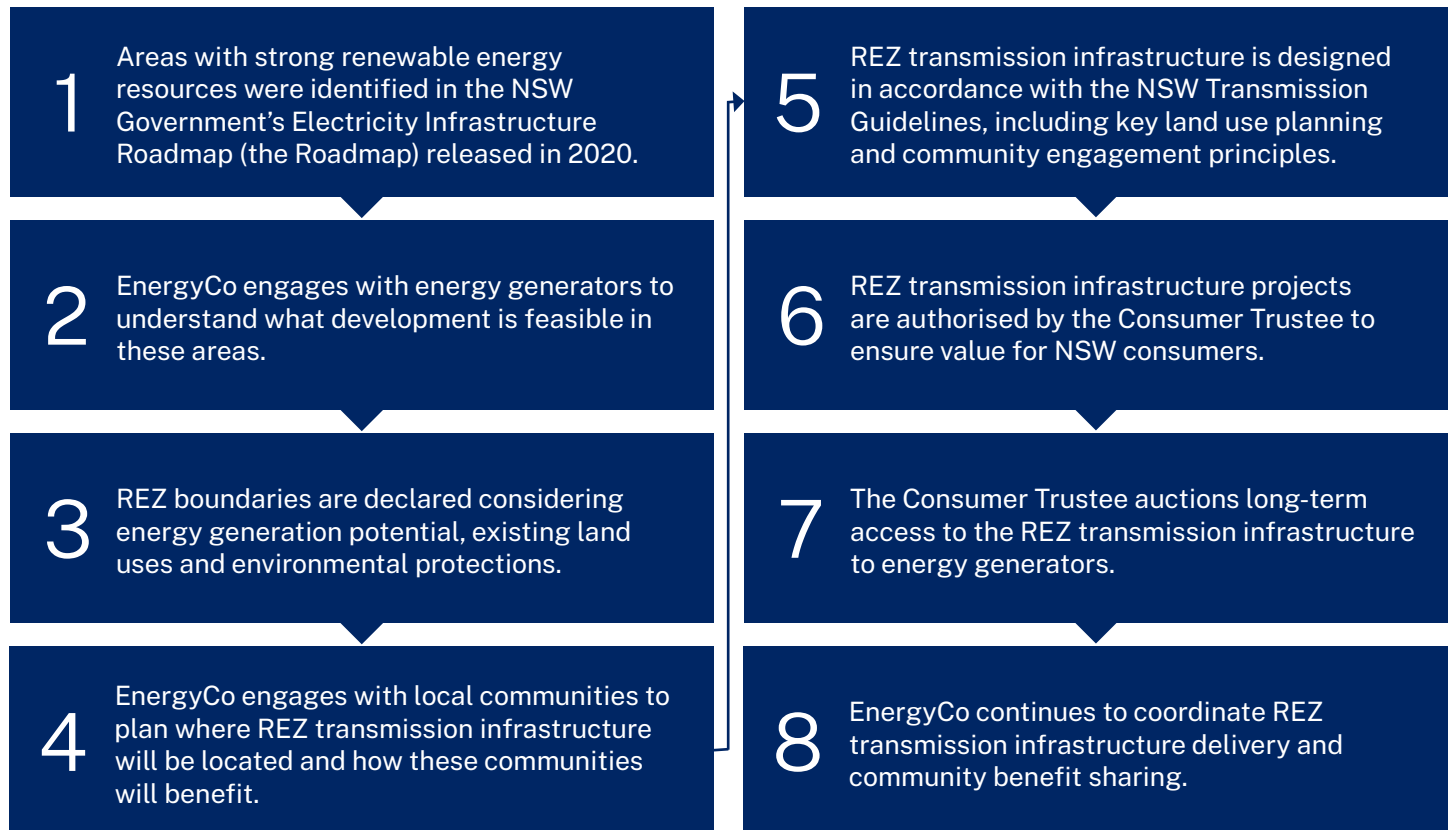 1
Areas with strong renewable energy
resources were identified in the NSW
Government’s Electricity Infrastructure
Roadmap (the Roadmap) released in 2020.
2
EnergyCo engages with energy generators to
understand what development is feasible in
these areas.
3
REZ boundaries are declared considering
energy generation potential, existing land
uses and environmental protections.
4
EnergyCo engages with local communities to
plan where REZ transmission infrastructure
will be located and how these communities
will benefit.
5
REZ transmission infrastructure is designed
in accordance with the NSW Transmission
Guidelines, including key land use planning
and community engagement principles.
6
REZ transmission infrastructure projects
are authorised by the Consumer Trustee to
ensure value for NSW consumers.
7
The Consumer Trustee auctions long-term
access to the REZ transmission infrastructure
to energy generators.
8
EnergyCo continues to coordinate REZ
transmission infrastructure delivery and
community benefit sharing.